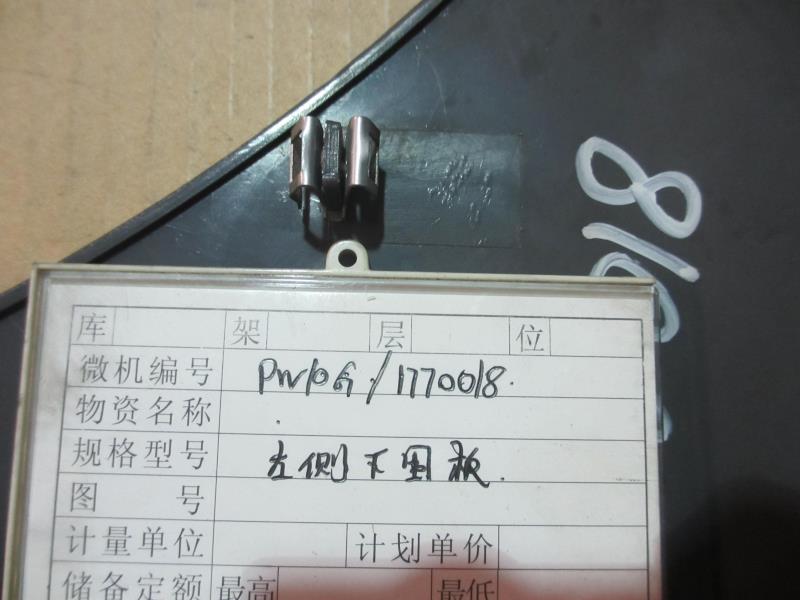 库 架 层 位
微机编号 PW10G/1770018.
物资名称
规格型号 左侧下围板.
图 号
计量单位 计划单价
储备定额 最高 最低